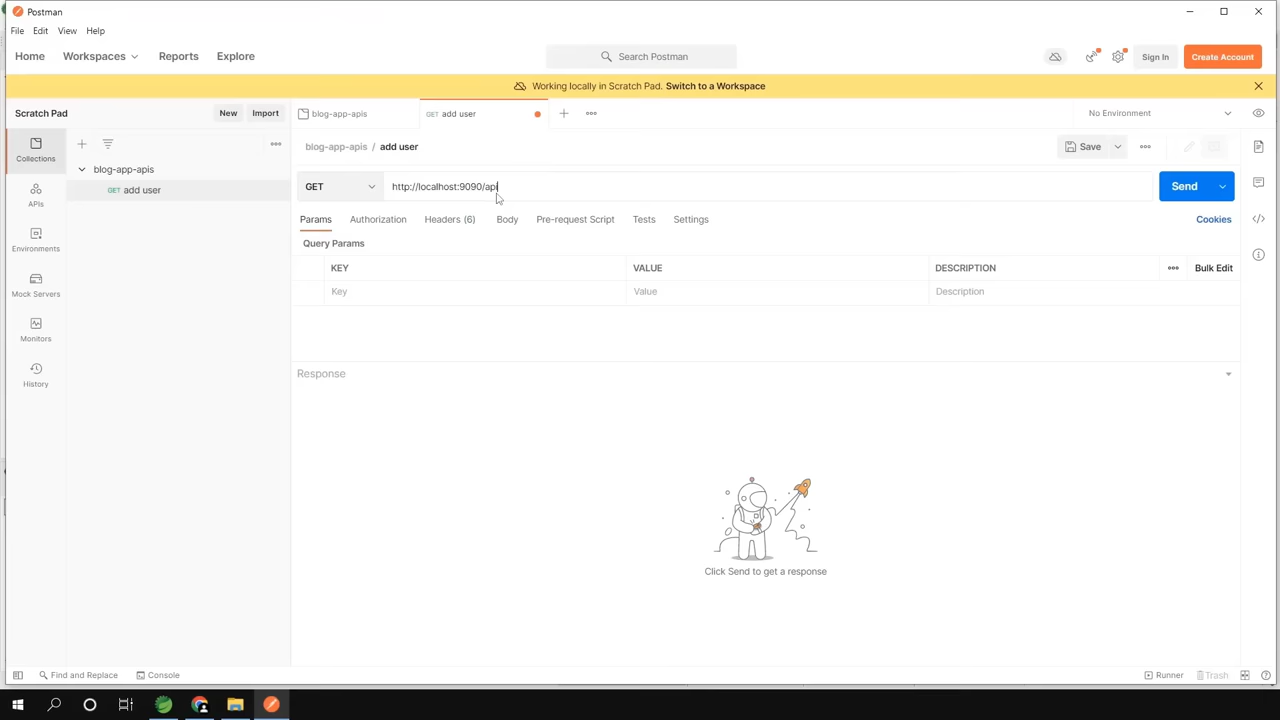 Postman
File Edit View Help
Home Workspaces Reports Explore Search Postman Sign In Create Account
Working locally in Scratch Pad. Switch to a Workspace
Scratch Pad New Import blog-app-apis GET add user No Environment
Collections
blog-app-apis / add user Save
blog-app-apis
GET add user
GET http://localhost:9090/api Send
APIs
Params Authorization Headers (6) Body Pre-request Script Tests Settings Cookies
Environments
Query Params
KEY VALUE DESCRIPTION Bulk Edit
Key Value Description
Mock Servers
Monitors
History
Response
Click Send to get a response
Find and Replace Console Runner Trash